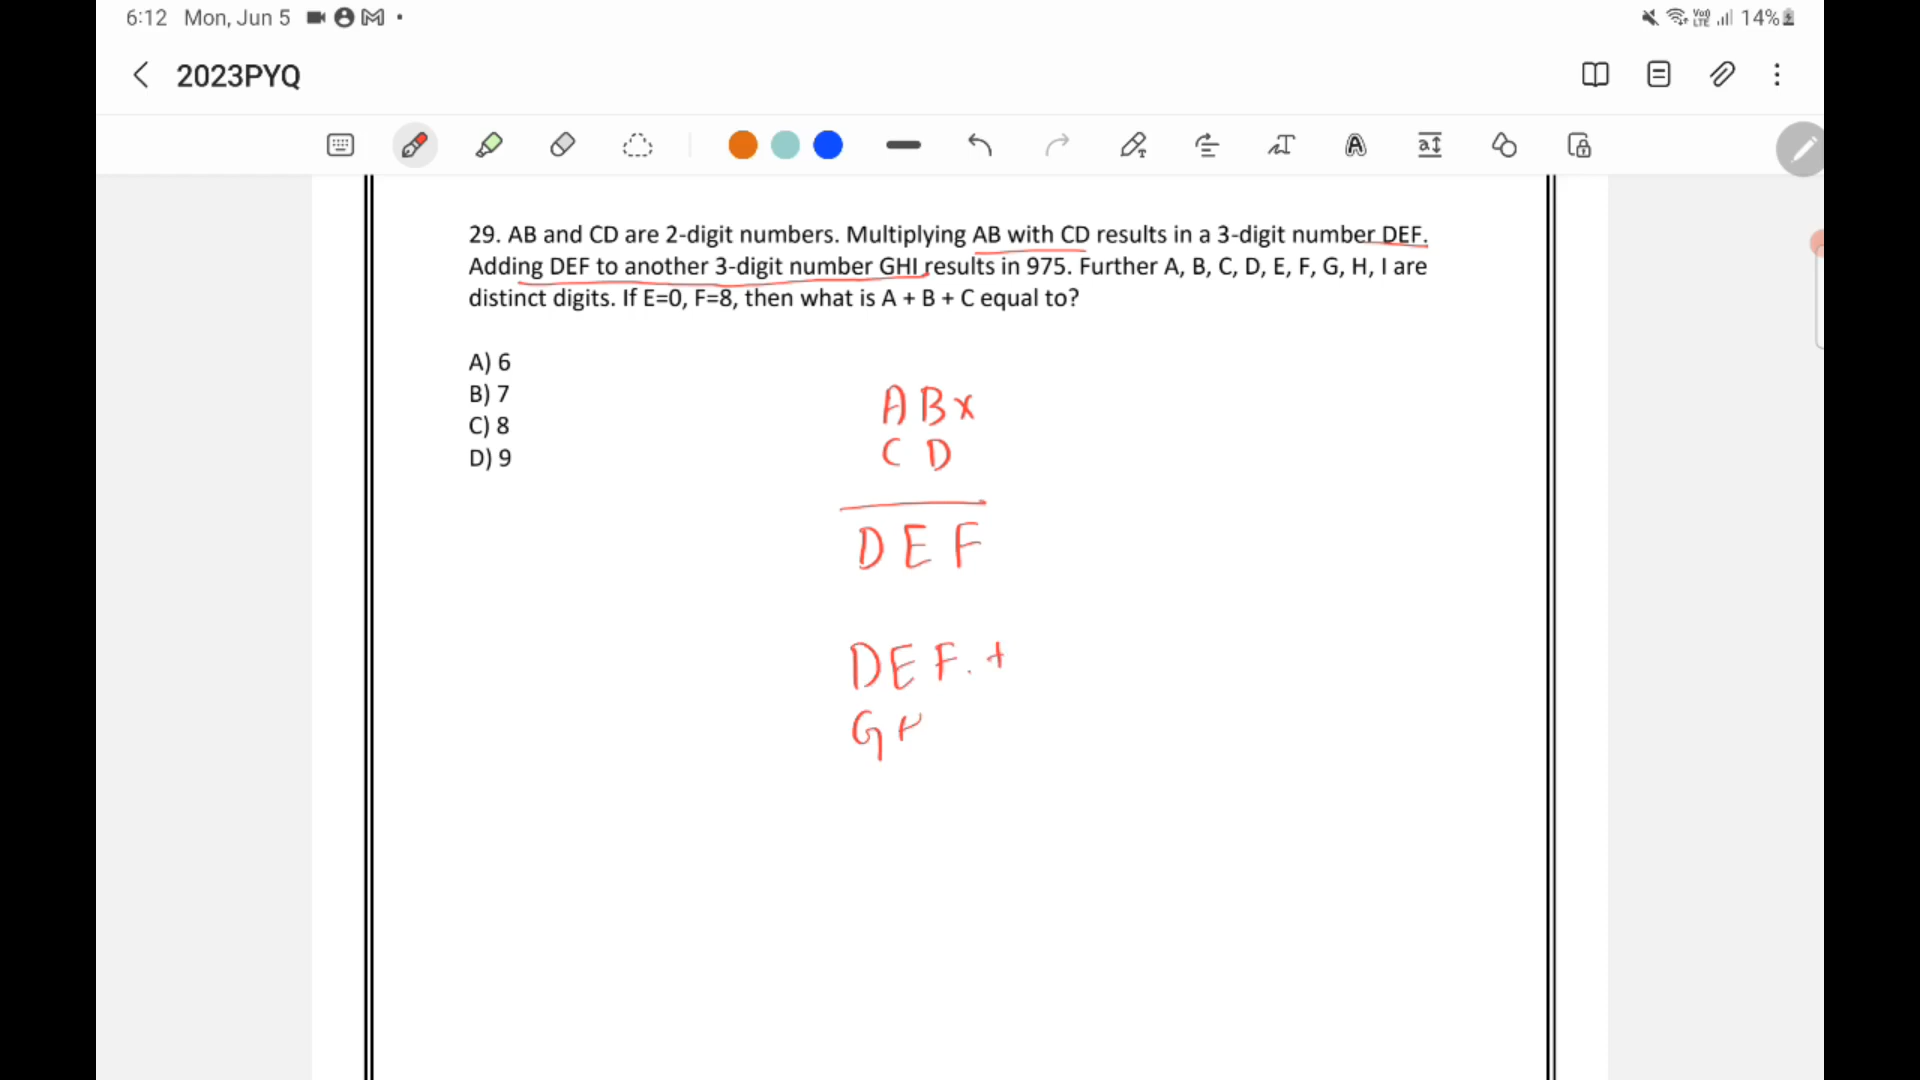 6:12 Mon, Jun 5
14%
2023PYQ
29. AB and CD are 2-digit numbers. Multiplying AB with CD results in a 3-digit number DEF.
Adding DEF to another 3-digit number GHI results in 975. Further A, B, C, D, E, F, G, H, I are
distinct digits. If E=0, F=8, then what is A + B + C equal to?
A) 6
B) 7
C) 8
D) 9
A B x
C D
D E F
D E F. +
G